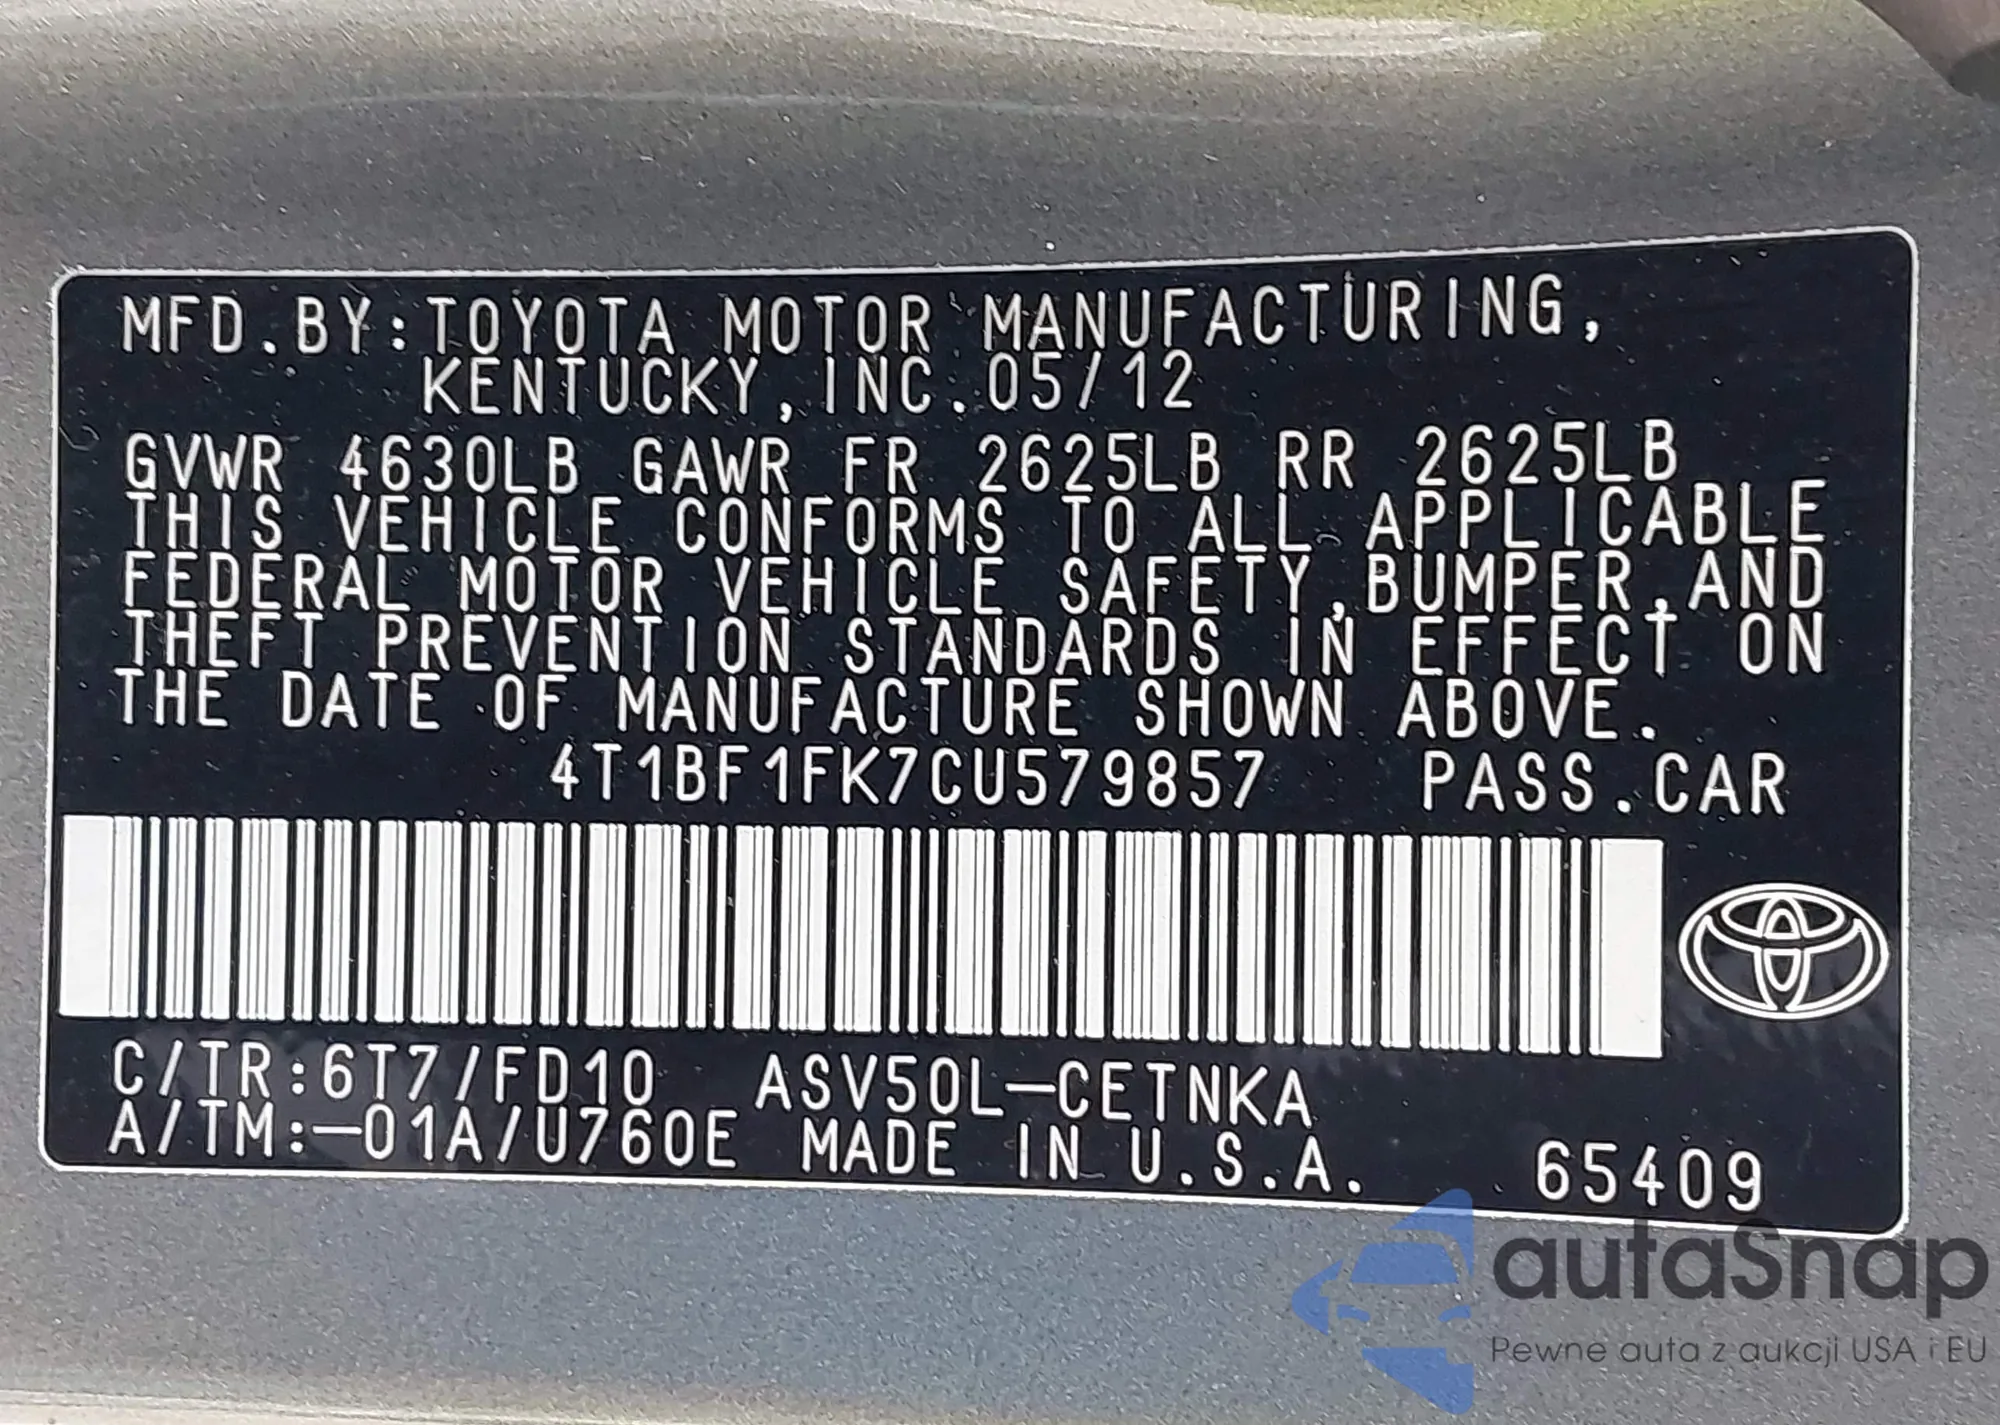 MFD.BY:TOYOTA MOTOR MANUFACTURING,
KENTUCKY,INC.05/12
GVWR 4630LB GAWR FR 2625LB RR 2625LB
THIS VEHICLE CONFORMS TO ALL APPLICABLE
FEDERAL MOTOR VEHICLE SAFETY,BUMPER,AND
THEFT PREVENTION STANDARDS IN EFFECT ON
THE DATE OF MANUFACTURE SHOWN ABOVE.
4T1BF1FK7CU579857 PASS.CAR
C/TR:6T7/FD10 ASV50L-CETNKA
A/TM:-01A/U760E MADE IN U.S.A. 65409
autaSnap
Pewne auta z aukcji USA i EU